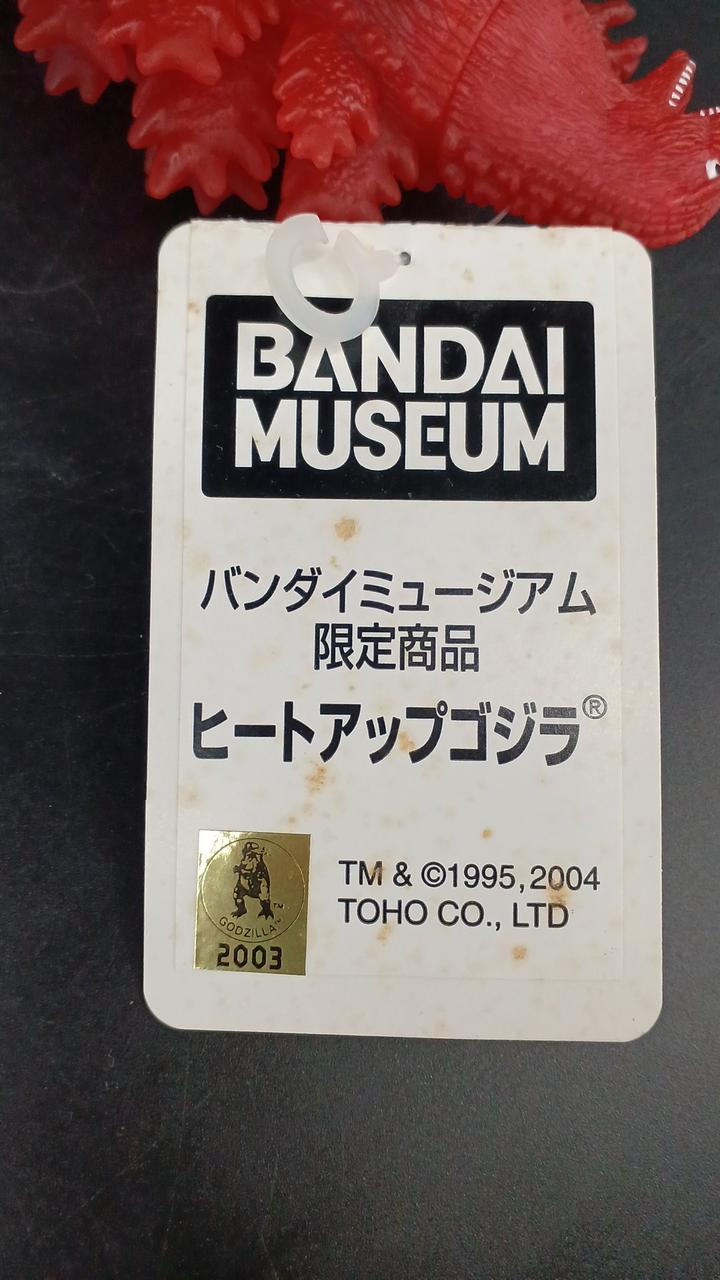 BANDAI
MUSEUM
バンダイミュージアム
限定商品
ヒートアップゴジラ®
TM & ©1995,2004
TOHO CO., LTD
TM
GODZILLA™
2003